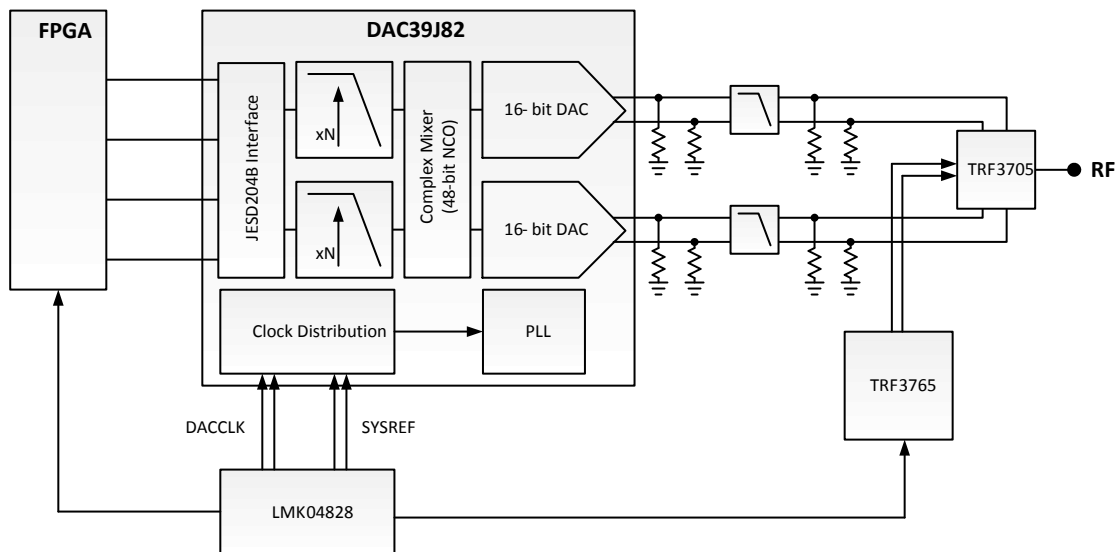 FPGA
DAC39J82
JESD204B Interface
xN
xN
Complex Mixer
(48-bit NCO)
16- bit DAC
16- bit DAC
TRF3705
RF
Clock Distribution
PLL
TRF3765
DACCLK
SYSREF
LMK04828